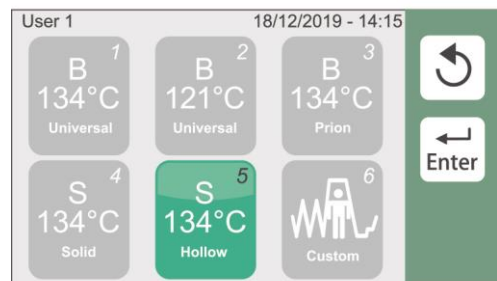 User 1 18/12/2019 - 14:15
1 2 3
B B B
134°C 121°C 134°C
Universal Universal Prion
Enter
4 5 6
S S
134°C 134°C
Solid Hollow Custom